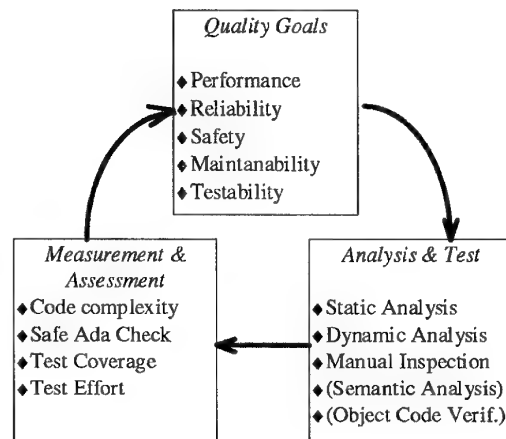 Quality Goals
♦Performance
♦Reliability
♦Safety
♦Maintanability
♦Testability
Measurement &
Assessment
♦Code complexity
♦Safe Ada Check
♦Test Coverage
♦Test Effort
Analysis & Test
♦Static Analysis
♦Dynamic Analysis
♦Manual Inspection
♦(Semantic Analysis)
♦(Object Code Verif.)